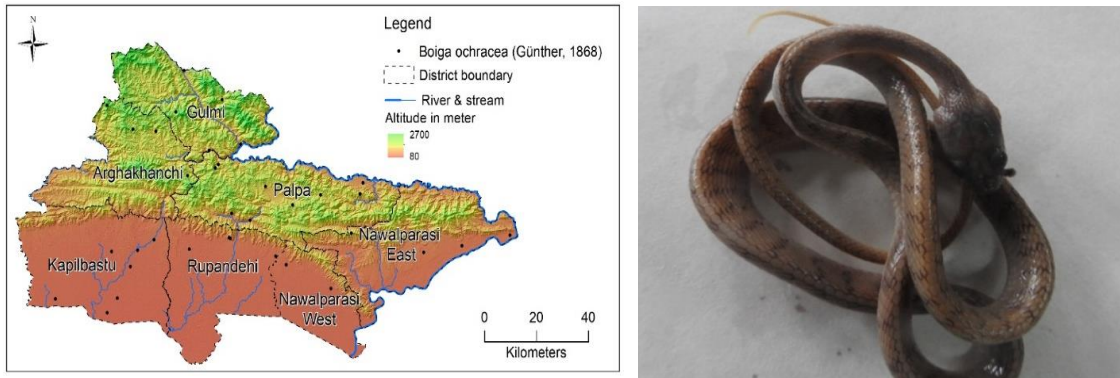 N
Legend
Boiga ochracea (Günther, 1868)
District boundary
River & stream
Altitude in meter
2700
80
Gulmi
Arghakhanchi
Palpa
Nawalparasi
East
Kapilbastu
Rupandehi
Nawalparasi
West
0 20 40
Kilometers